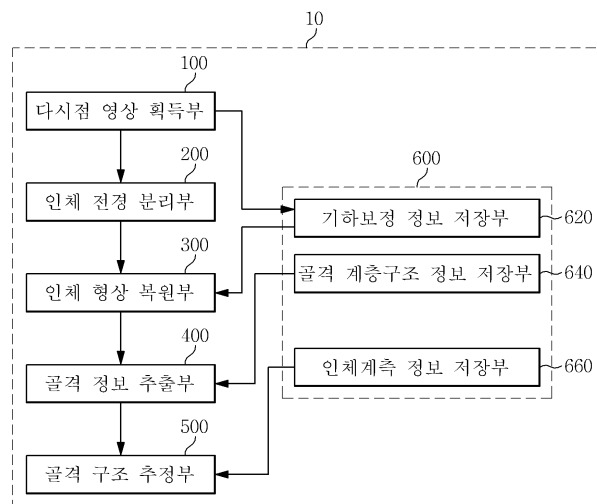 10
100
다시점 영상 획득부
200
인체 전경 분리부
300
인체 형상 복원부
400
골격 정보 추출부
500
골격 구조 추정부
600
기하보정 정보 저장부
620
골격 계층구조 정보 저장부
640
인체계측 정보 저장부
660